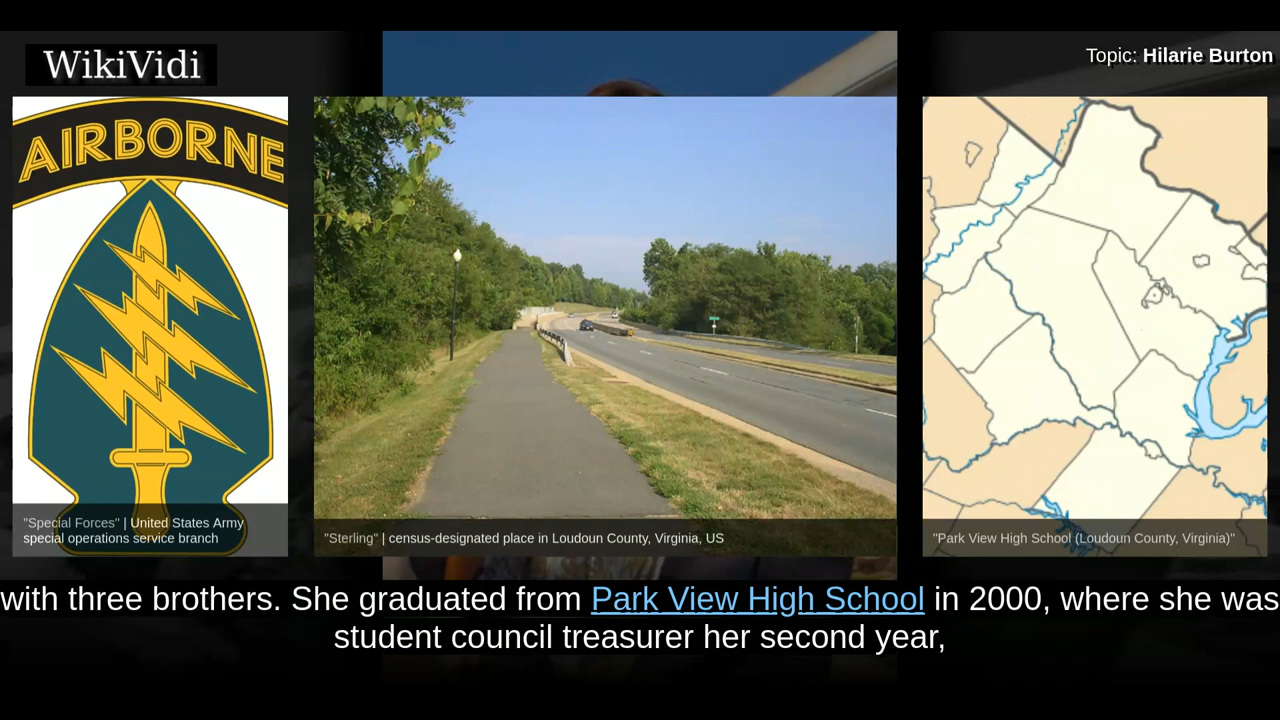 WikiVidi
Topic: Hilarie Burton
AIRBORNE
"Special Forces" | United States Army
special operations service branch
"Sterling" | census-designated place in Loudoun County, Virginia, US
"Park View High School (Loudoun County, Virginia)"
with three brothers. She graduated from Park View High School in 2000, where she was
student council treasurer her second year,